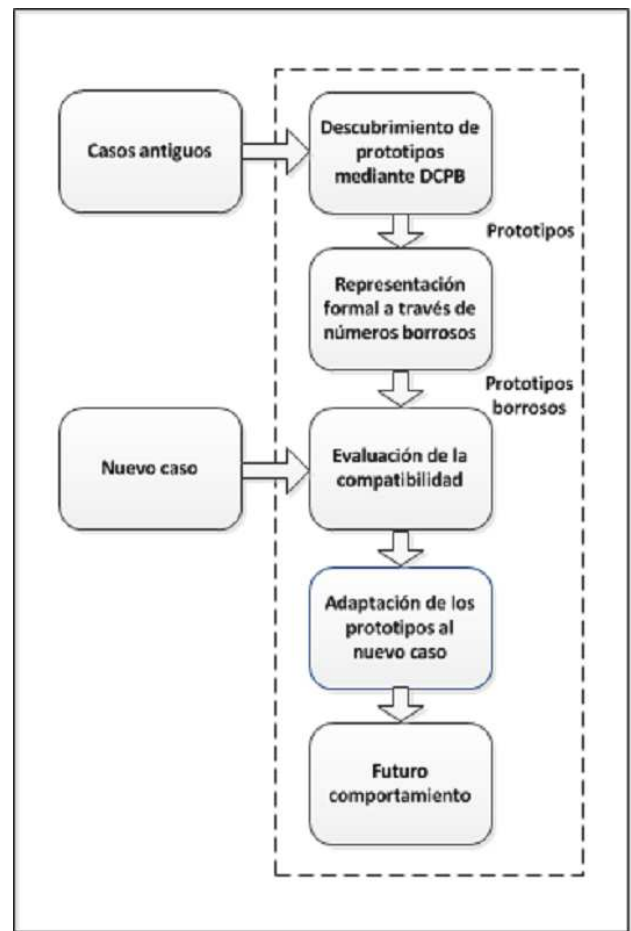 Casos antiguos
Descubrimiento de
prototipos
mediante DCPB
Prototipos
Representación
formal a través de
números borrosos
Prototipos
borrosos
Nuevo caso
Evaluación de la
compatibilidad
Adaptación de los
prototipos al
nuevo caso
Futuro
comportamiento